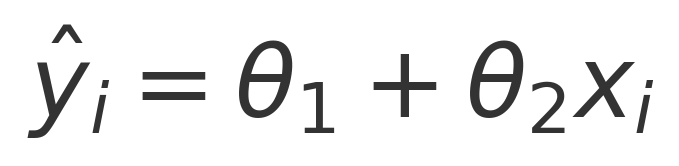 ŷᵢ = θ₁ + θ₂xᵢ